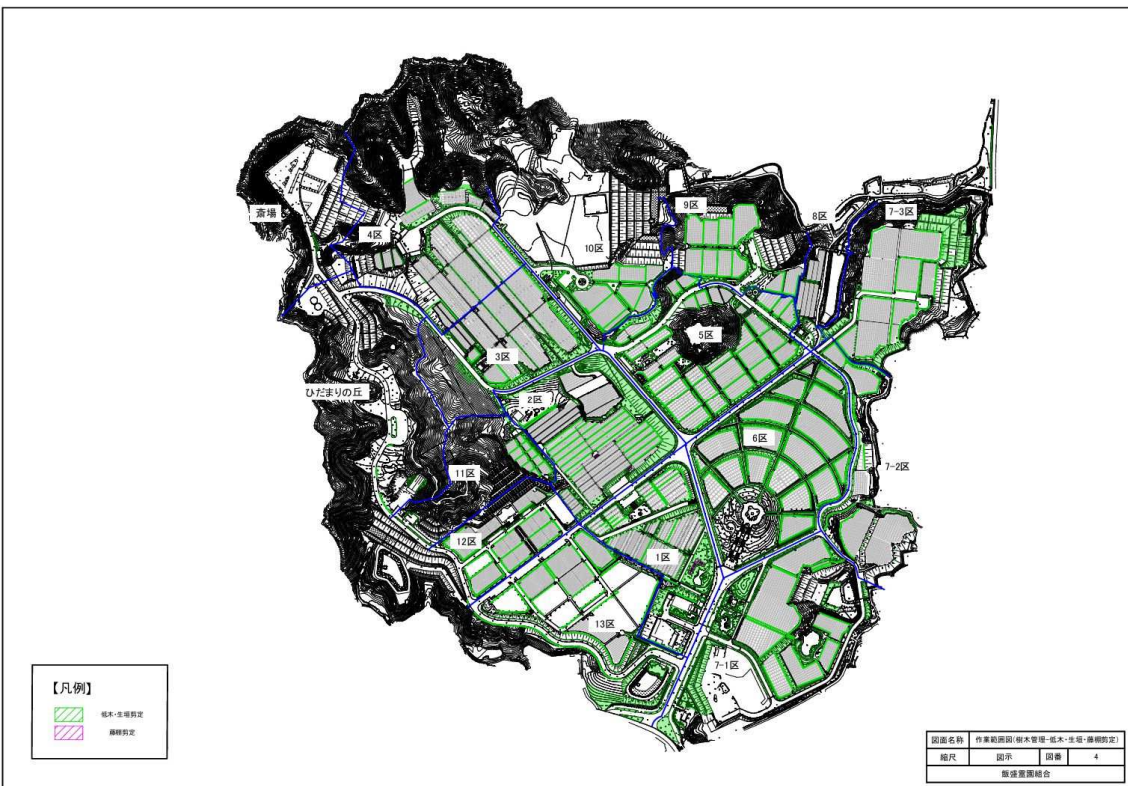 斎場
4区
10区
9区
8区
7-3区
5区
3区
ひだまりの丘
2区
6区
11区
7-2区
12区
1区
13区
7-1区
【凡例】
低木・生垣剪定
藤棚剪定
図面名称 作業範囲図(樹木管理-低木・生垣・藤棚剪定)
縮尺 図示 図番 4
飯盛霊園組合